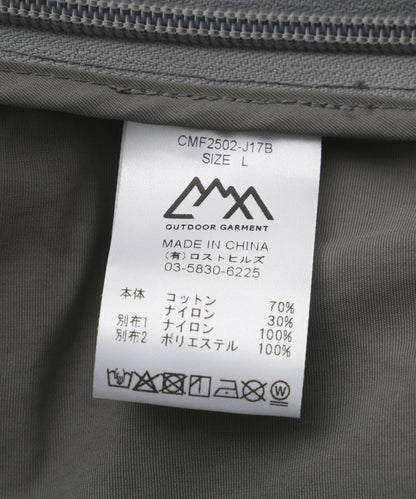 CMF2502-J17B
SIZE L
OUTDOOR GARMENT
MADE IN CHINA
(有)ロストヒルズ
03-5830-6225
本体 コットン 70%
ナイロン 30%
別布1 ナイロン 100%
別布2 ポリエステル 100%
W